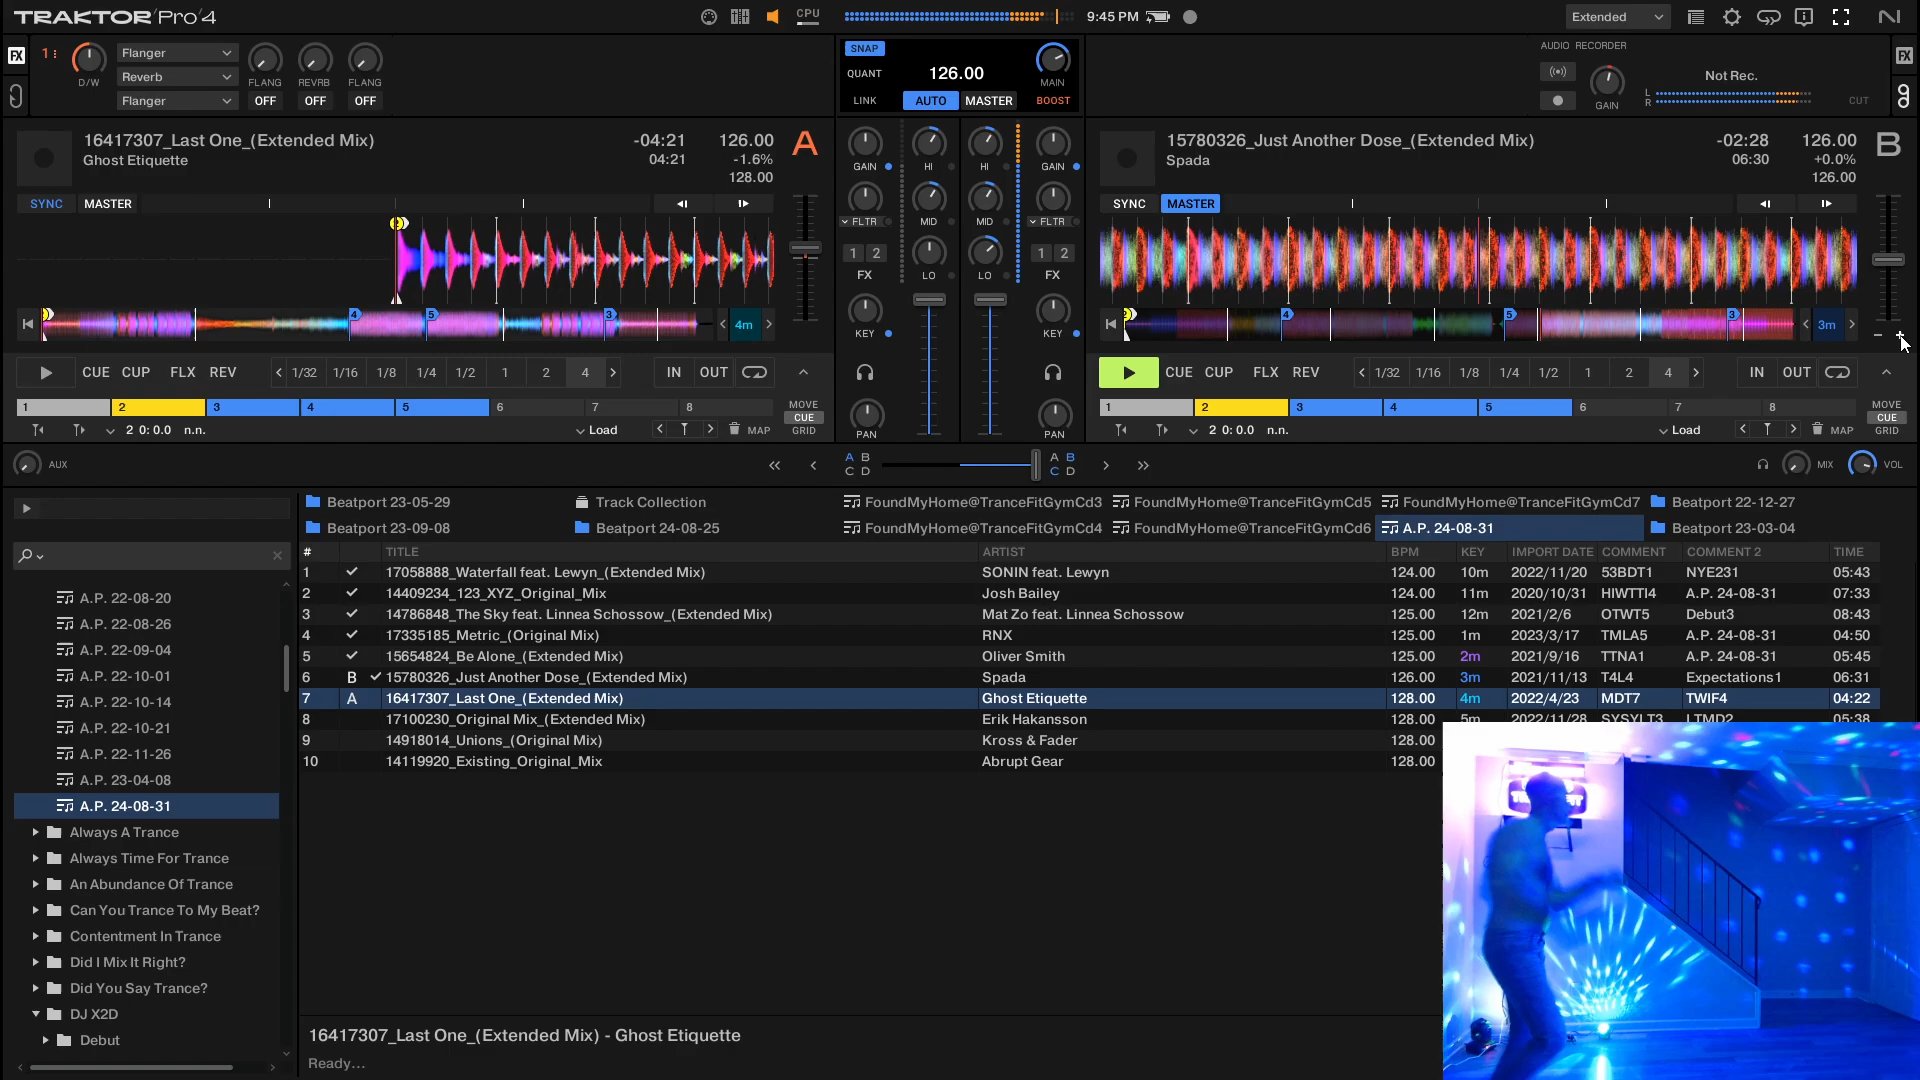 TRAKTOR Pro 4
CPU
9:45 PM
Extended
FX
1
D/W
Flanger
Reverb
Flanger
FLANG
REVRB
FLANG
OFF
OFF
OFF
SNAP
QUANT
LINK
126.00
AUTO
MASTER
MAIN
BOOST
AUDIO RECORDER
GAIN
Not Rec.
L
R
CUT
FX
16417307_Last One_(Extended Mix)
Ghost Etiquette
-04:21
04:21
126.00
-1.6%
128.00
A
SYNC
MASTER
4
5
3
4m
CUE
CUP
FLX
REV
1/32
1/16
1/8
1/4
1/2
1
2
4
IN
OUT
1
2
3
4
5
6
7
8
MOVE
CUE
GRID
2 0: 0.0
n.n.
Load
MAP
GAIN
HI
HI
GAIN
FLTR
MID
MID
FLTR
1
2
FX
LO
LO
1
2
FX
KEY
KEY
PAN
PAN
15780326_Just Another Dose_(Extended Mix)
Spada
-02:28
06:30
126.00
+0.0%
126.00
B
SYNC
MASTER
4
5
3
3m
CUE
CUP
FLX
REV
1/32
1/16
1/8
1/4
1/2
1
2
4
IN
OUT
1
2
3
4
5
6
7
8
MOVE
CUE
GRID
2 0: 0.0
n.n.
Load
MAP
AUX
A B
C D
A B
C D
MIX
VOL
Beatport 23-05-29
Track Collection
FoundMyHome@TranceFitGymCd3
FoundMyHome@TranceFitGymCd5
FoundMyHome@TranceFitGymCd7
Beatport 22-12-27
Beatport 23-09-08
Beatport 24-08-25
FoundMyHome@TranceFitGymCd4
FoundMyHome@TranceFitGymCd6
A.P. 24-08-31
Beatport 23-03-04
# TITLE ARTIST BPM KEY IMPORT DATE COMMENT COMMENT 2 TIME
1 17058888_Waterfall feat. Lewyn_(Extended Mix) SONIN feat. Lewyn 124.00 10m 2022/11/20 53BDT1 NYE231 05:43
2 14409234_123_XYZ_Original_Mix Josh Bailey 124.00 11m 2020/10/31 HIWTTI4 A.P. 24-08-31 07:33
3 14786848_The Sky feat. Linnea Schossow_(Extended Mix) Mat Zo feat. Linnea Schossow 125.00 12m 2021/2/6 OTWT5 Debut3 08:43
4 17335185_Metric_(Original Mix) RNX 125.00 1m 2023/3/17 TMLA5 A.P. 24-08-31 04:50
5 15654824_Be Alone_(Extended Mix) Oliver Smith 125.00 2m 2021/9/16 TTNA1 A.P. 24-08-31 05:45
6 B 15780326_Just Another Dose_(Extended Mix) Spada 126.00 3m 2021/11/13 T4L4 Expectations1 06:31
7 A 16417307_Last One_(Extended Mix) Ghost Etiquette 128.00 4m 2022/4/23 MDT7 TWIF4 04:22
8 17100230_Original Mix_(Extended Mix) Erik Hakansson 128.00 5m 2022/11/28 SYSYLT3 LTMD2 05:38
9 14918014_Unions_(Original Mix) Kross & Fader 128.00
10 14119920_Existing_Original_Mix Abrupt Gear 128.00
A.P. 22-08-20
A.P. 22-08-26
A.P. 22-09-04
A.P. 22-10-01
A.P. 22-10-14
A.P. 22-10-21
A.P. 22-11-26
A.P. 23-04-08
A.P. 24-08-31
Always A Trance
Always Time For Trance
An Abundance Of Trance
Can You Trance To My Beat?
Contentment In Trance
Did I Mix It Right?
Did You Say Trance?
DJ X2D
Debut
16417307_Last One_(Extended Mix) - Ghost Etiquette
Ready...